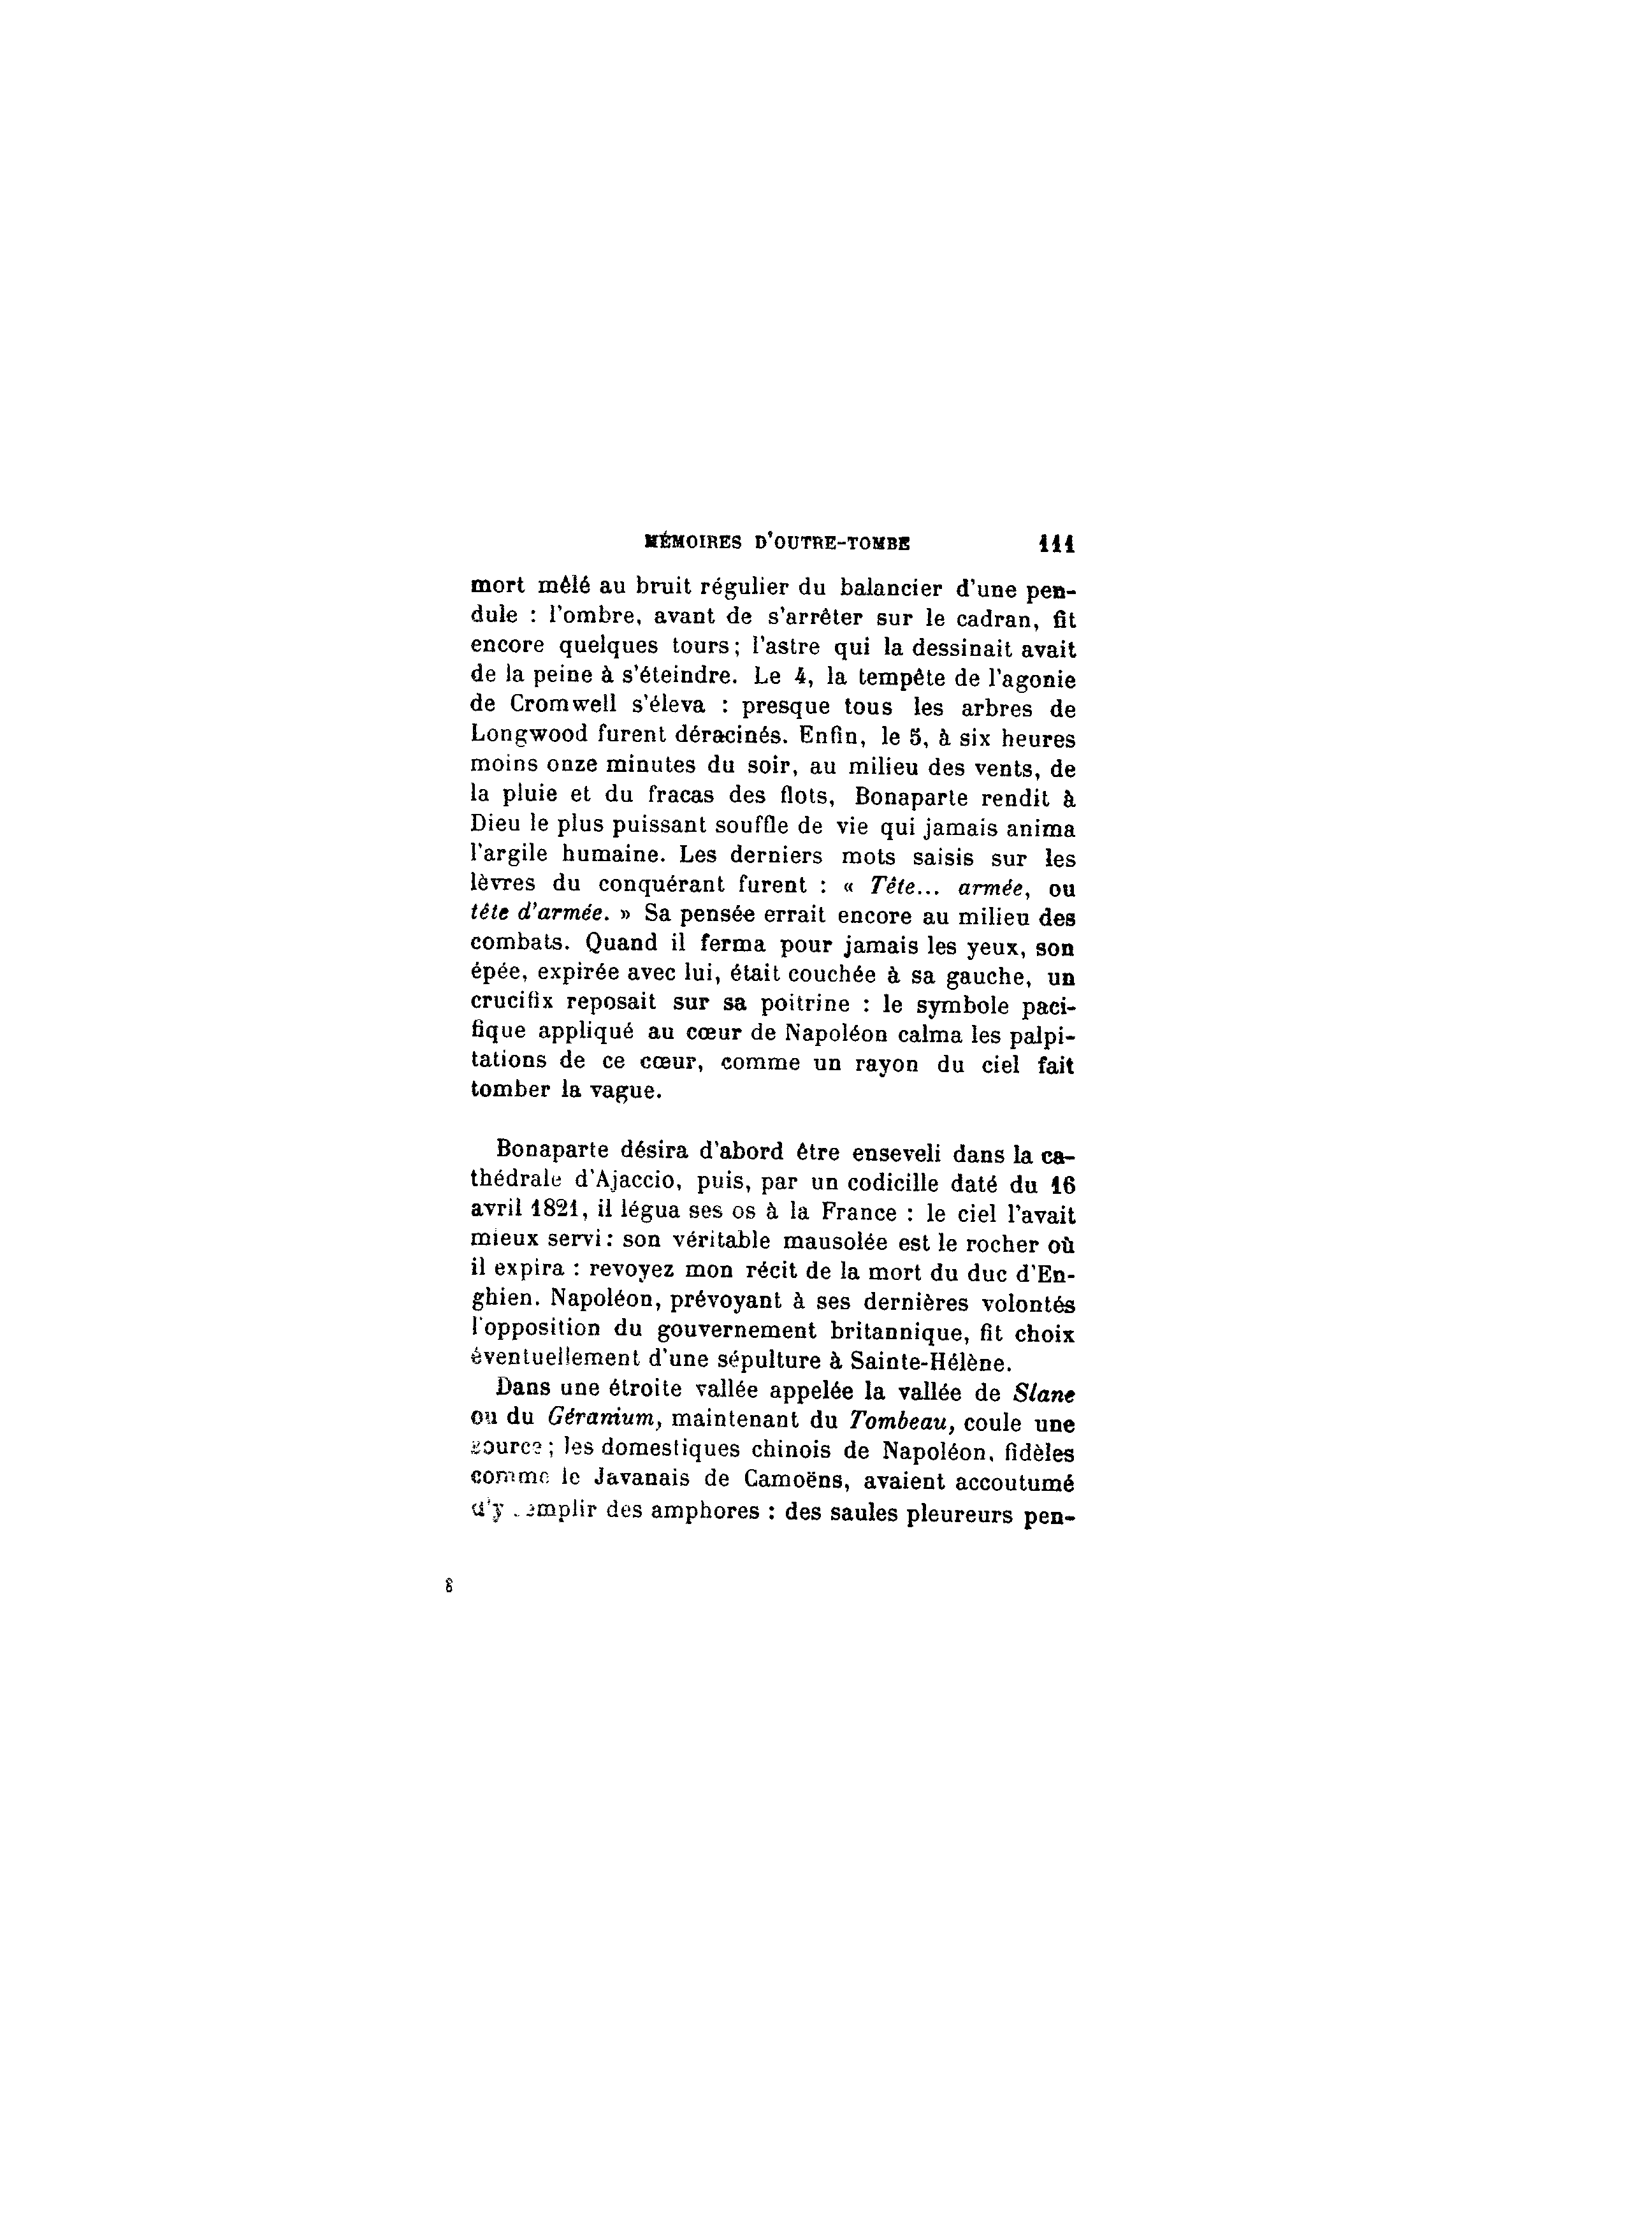 MÉMOIRES D'OUTRE-TOMBE 111
mort mêlé au bruit régulier du balancier d'une pen-
dule : l'ombre, avant de s'arrêter sur le cadran, fit
encore quelques tours; l'astre qui la dessinait avait
de la peine à s'éteindre. Le 4, la tempête de l'agonie
de Cromwell s'éleva : presque tous les arbres de
Longwood furent déracinés. Enfin, le 5, à six heures
moins onze minutes du soir, au milieu des vents, de
la pluie et du fracas des flots, Bonaparte rendit à
Dieu le plus puissant souffle de vie qui jamais anima
l'argile humaine. Les derniers mots saisis sur les
lèvres du conquérant furent : « Tête... armée, ou
tête d'armée. » Sa pensée errait encore au milieu des
combats. Quand il ferma pour jamais les yeux, son
épée, expirée avec lui, était couchée à sa gauche, un
crucifix reposait sur sa poitrine : le symbole paci-
fique appliqué au cœur de Napoléon calma les palpi-
tations de ce cœur, comme un rayon du ciel fait
tomber la vague.
Bonaparte désira d'abord être enseveli dans la ca-
thédrale d'Ajaccio, puis, par un codicille daté du 16
avril 1821, il légua ses os à la France : le ciel l'avait
mieux servi: son véritable mausolée est le rocher où
il expira : revoyez mon récit de la mort du duc d'En-
ghien. Napoléon, prévoyant à ses dernières volontés
l'opposition du gouvernement britannique, fit choix
éventuellement d'une sépulture à Sainte-Hélène.
Dans une étroite vallée appelée la vallée de Slane
ou du Géranium, maintenant du Tombeau, coule une
source; les domestiques chinois de Napoléon, fidèles
comme le Javanais de Camoëns, avaient accoutumé
d'y des amphores : des saules pleureurs pen-
8